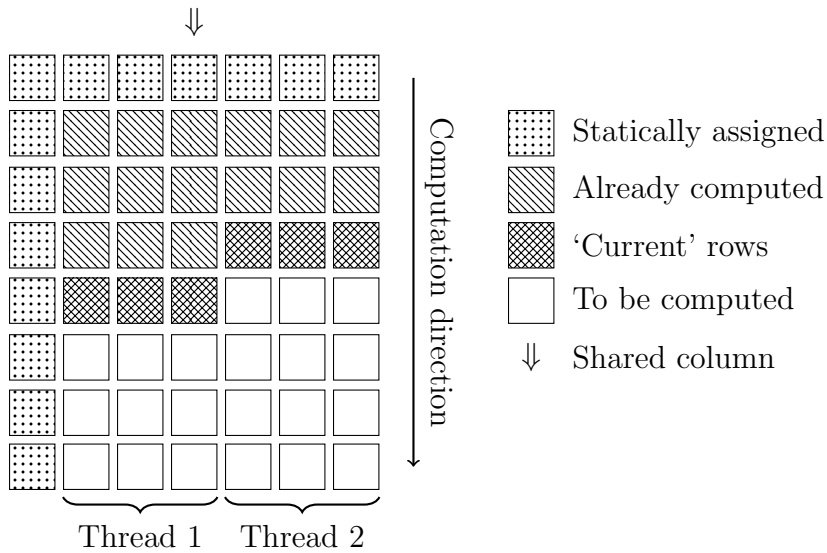 ⇓
Computation direction
Thread 1
Thread 2
Statically assigned
Already computed
‘Current’ rows
To be computed
⇓ Shared column